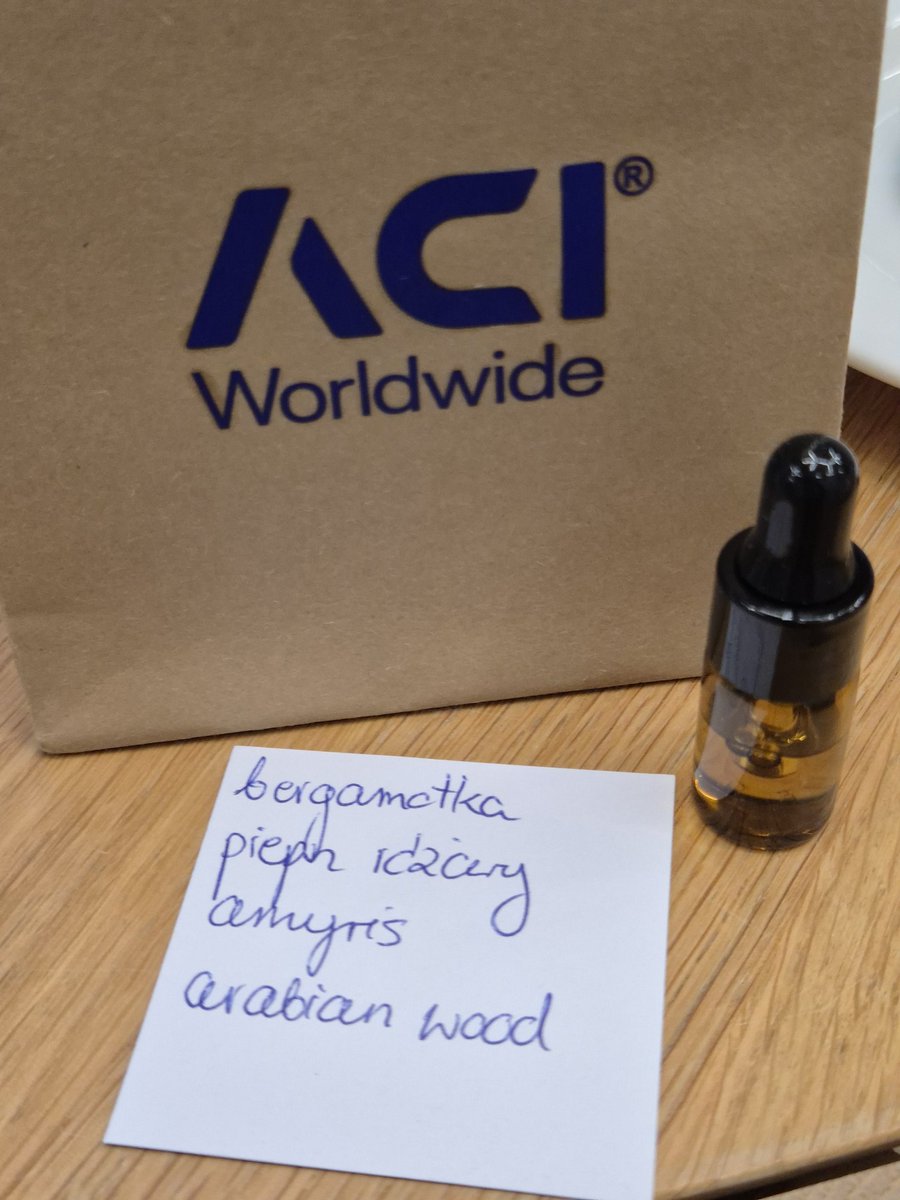 ACI®
Worldwide
bergamotka
pieprz różowy
amyris
arabian wood